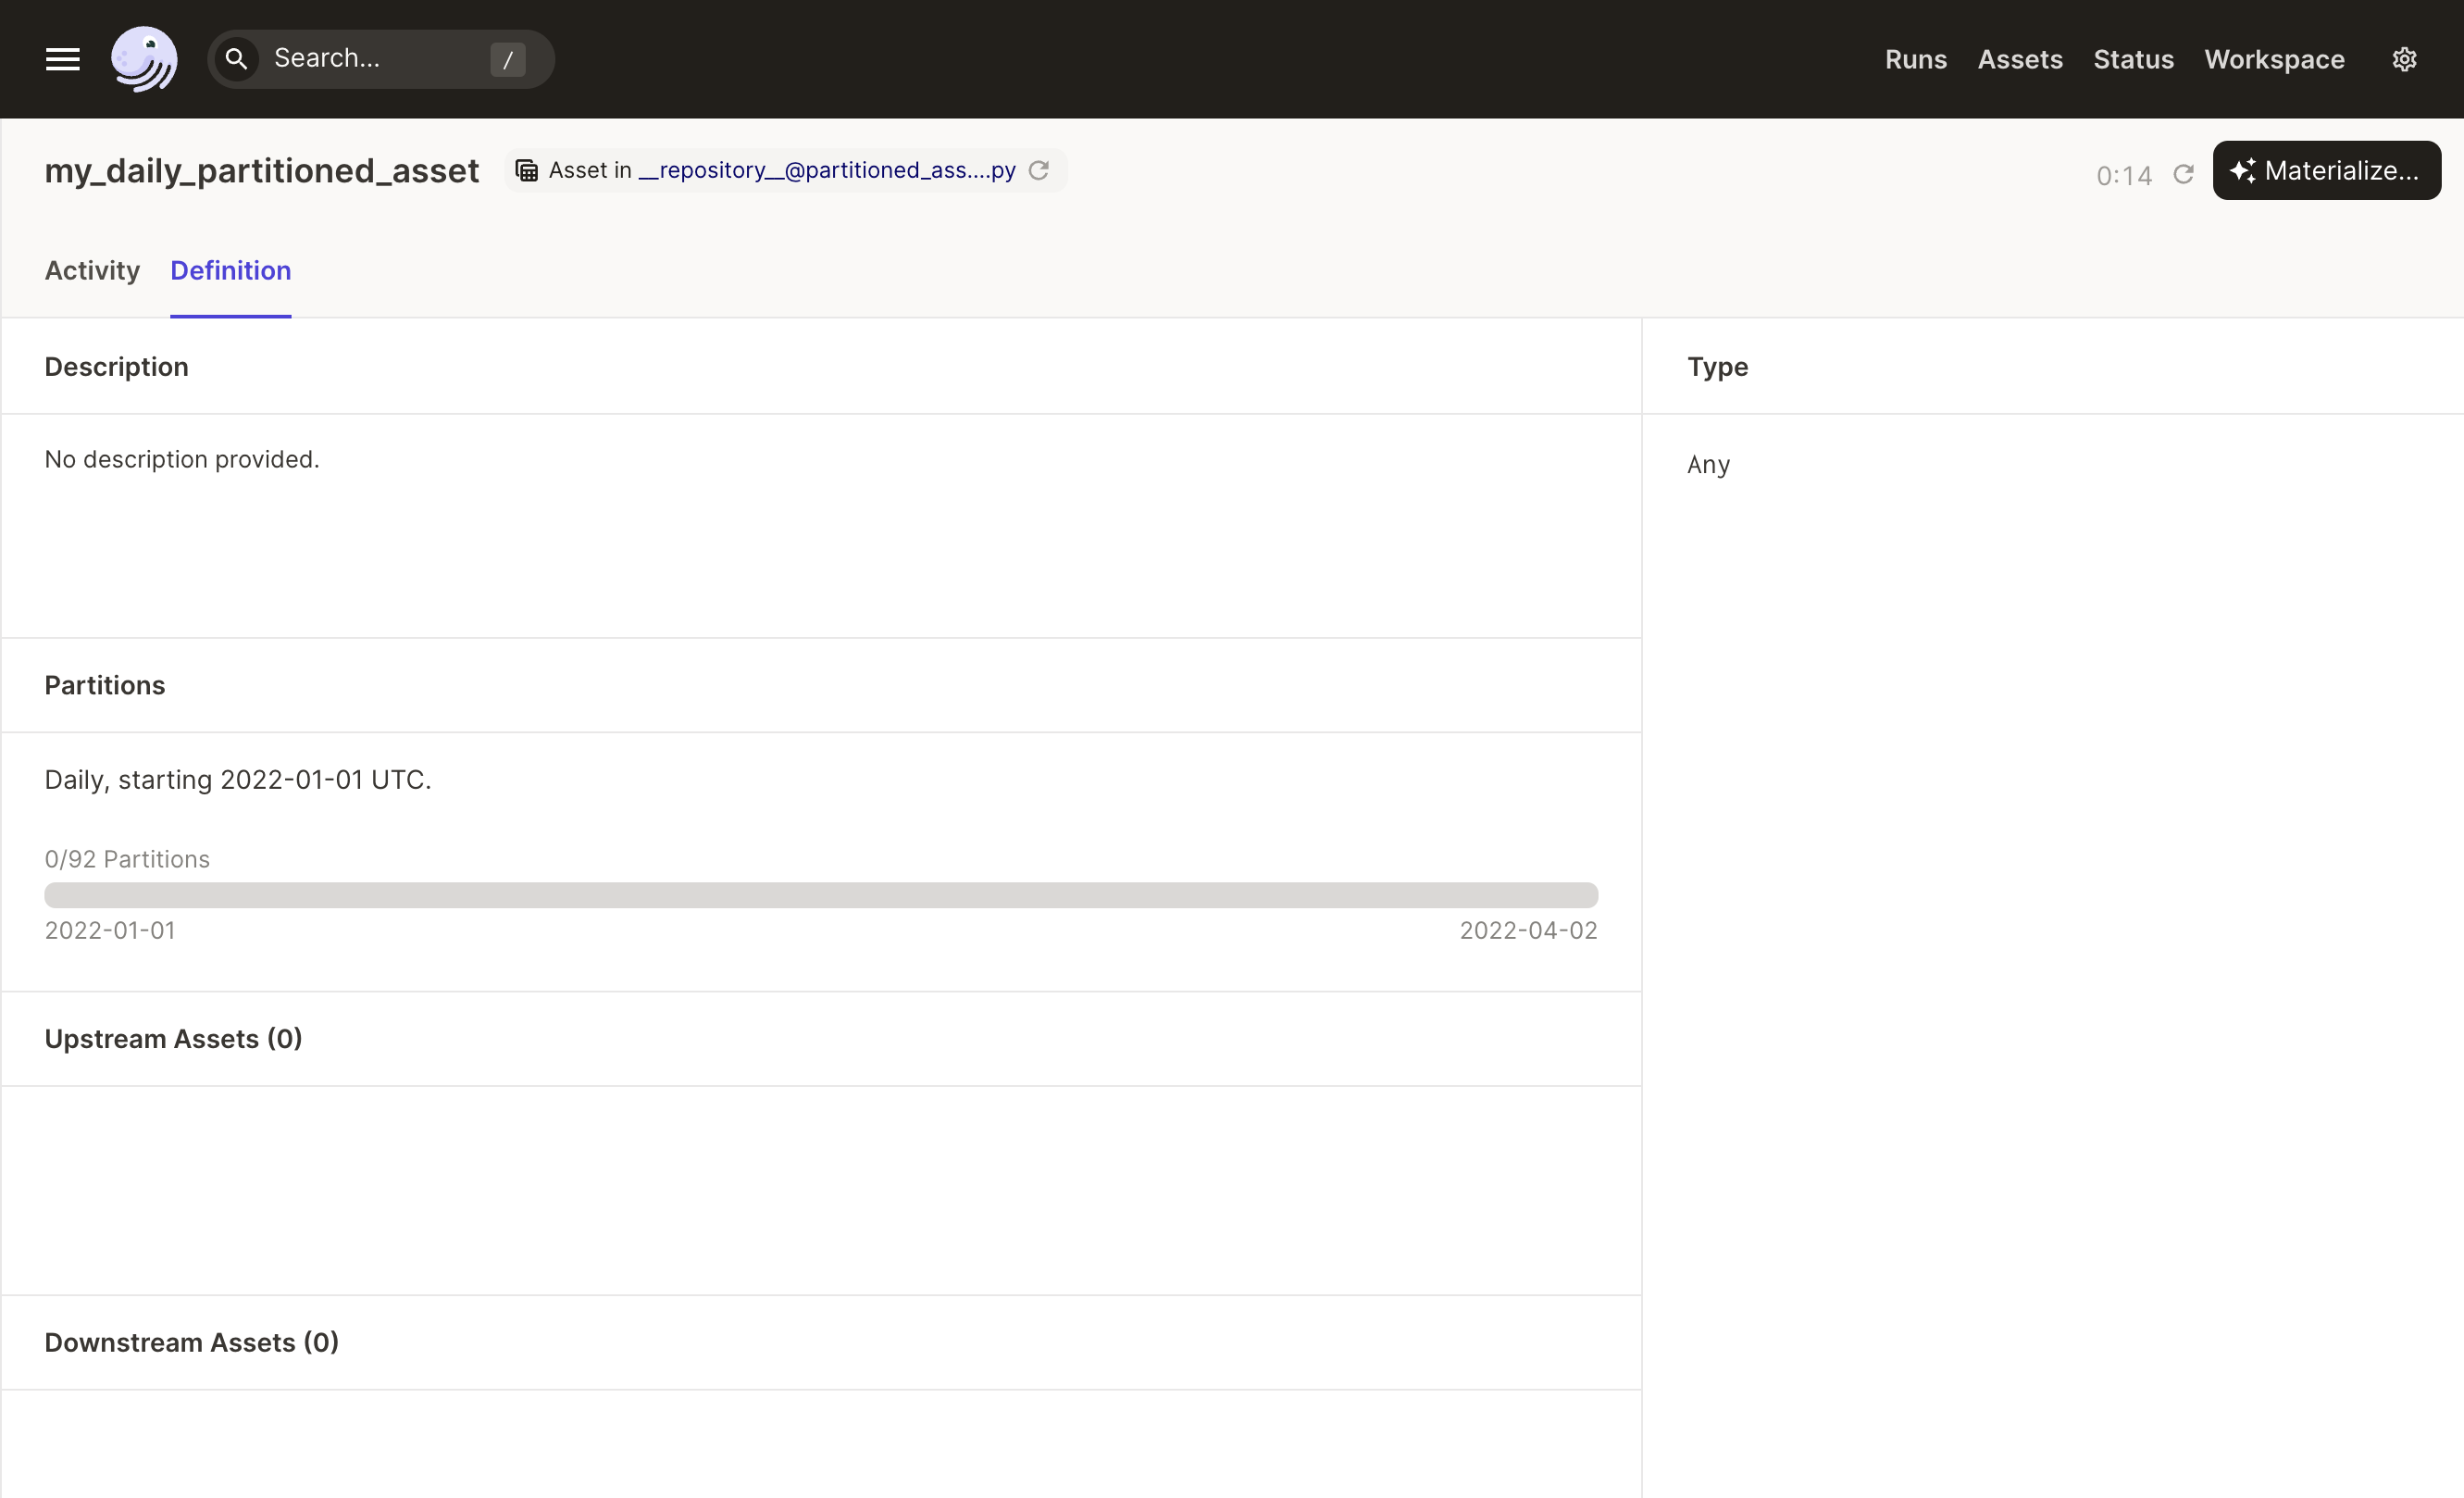 Search... /
Runs Assets Status Workspace
my_daily_partitioned_asset Asset in __repository__@partitioned_ass....py
0:14 Materialize...
Activity Definition
Description
Type
No description provided.
Any
Partitions
Daily, starting 2022-01-01 UTC.
0/92 Partitions
2022-01-01 2022-04-02
Upstream Assets (0)
Downstream Assets (0)